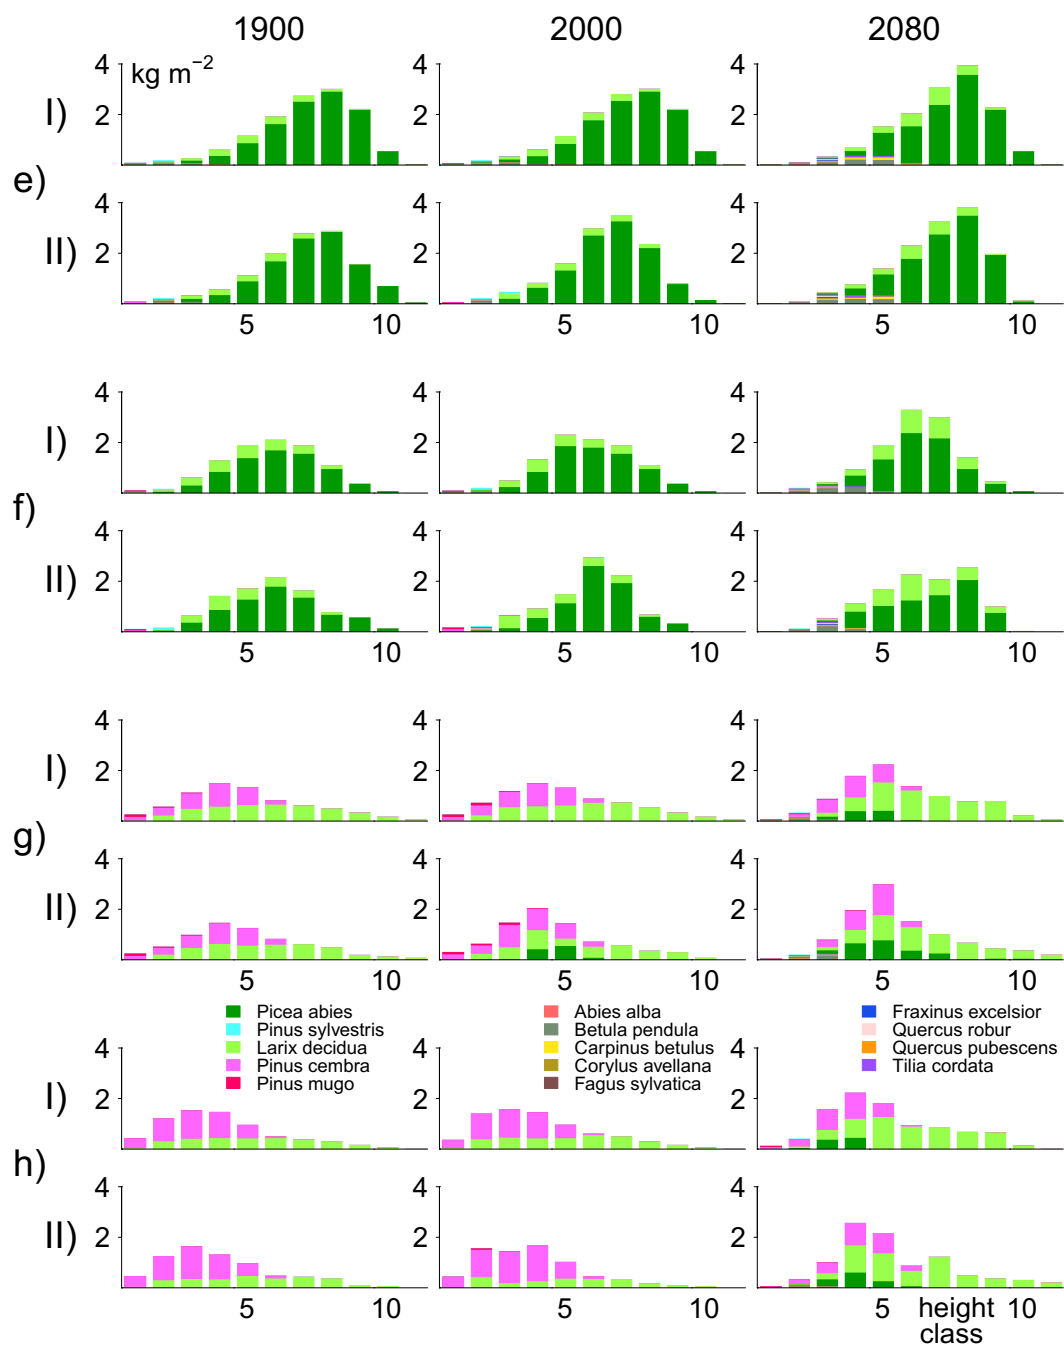 1900 2000 2080
4 kg m⁻² 4 4
I)
2 2 2
e)
4 4 4
II)
2 2 2
5 10 5 10 5 10
4 4 4
I)
2 2 2
f)
4 4 4
II)
2 2 2
5 10 5 10 5 10
4 4 4
I)
2 2 2
g)
4 4 4
II)
2 2 2
5 10 5 10 5 10
Picea abies Abies alba Fraxinus excelsior
Pinus sylvestris Betula pendula Quercus robur
Larix decidua Carpinus betulus Quercus pubescens
Pinus cembra Corylus avellana Tilia cordata
Pinus mugo Fagus sylvatica
4 4 4
I)
2 2 2
h)
4 4 4
II)
2 2 2
5 10 5 10 5 height 10
class